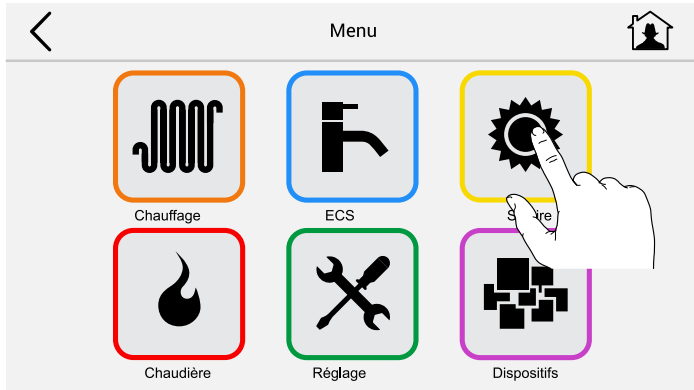 Menu
Chauffage
ECS
Chaudière
Réglage
Dispositifs